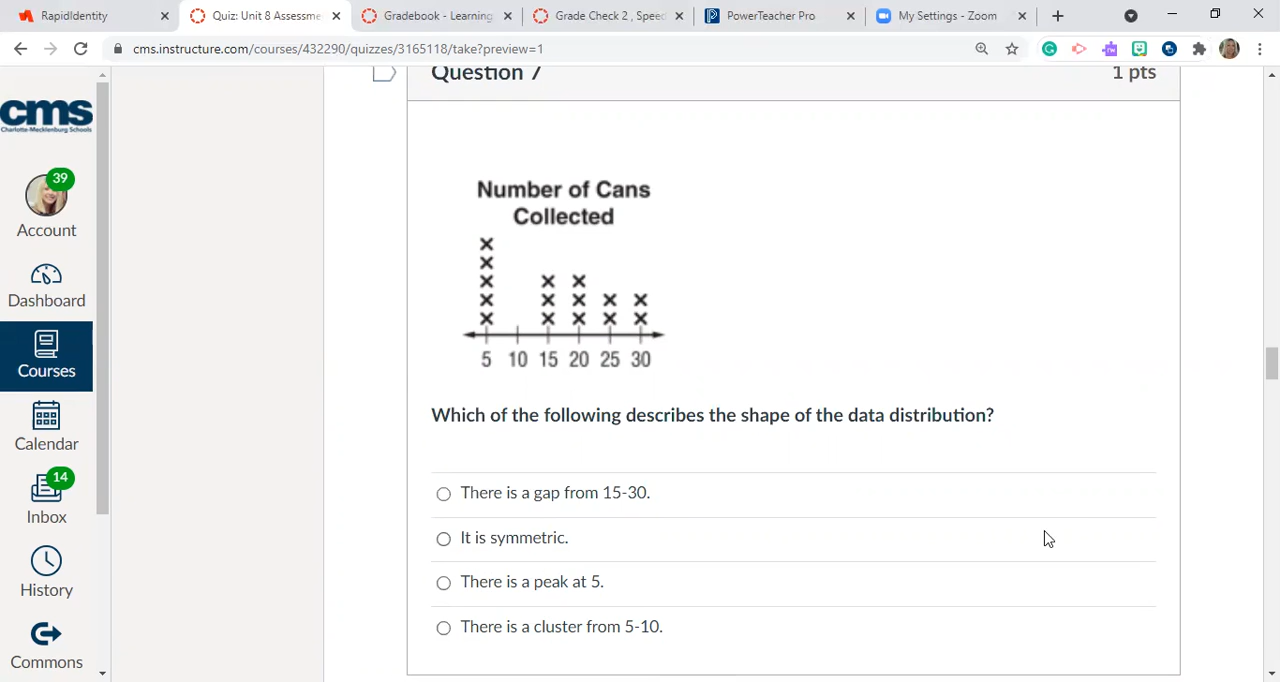 RapidIdentity
Quiz: Unit 8 Assessme
Gradebook - Learning
Grade Check 2 , Speed
PowerTeacher Pro
My Settings - Zoom
cms.instructure.com/courses/432290/quizzes/3165118/take?preview=1
cms
Charlotte-Mecklenburg Schools
39
Account
Dashboard
Courses
Calendar
14
Inbox
History
Commons
Question 7
1 pts
Number of Cans
Collected
5 10 15 20 25 30
Which of the following describes the shape of the data distribution?
There is a gap from 15-30.
It is symmetric.
There is a peak at 5.
There is a cluster from 5-10.